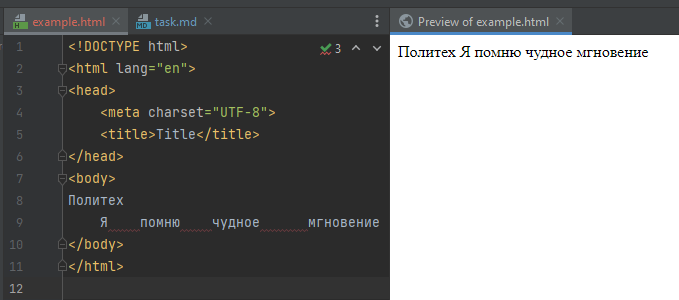 example.html
task.md
Preview of example.html
1 <!DOCTYPE html>
3
2 <html lang="en">
3 <head>
4     <meta charset="UTF-8">
5     <title>Title</title>
6 </head>
7 <body>
8 Политех
9     Я    помню    чудное      мгновение
10 </body>
11 </html>
12
Политех Я помню чудное мгновение